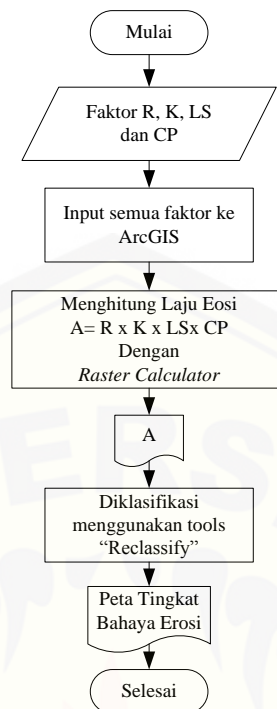 Mulai
Faktor R, K, LS
dan CP
Input semua faktor ke
ArcGIS
Menghitung Laju Eosi
A= R x K x LSx CP
Dengan
Raster Calculator
A
Diklasifikasi
menggunakan tools
“Reclassify”
Peta Tingkat
Bahaya Erosi
Selesai